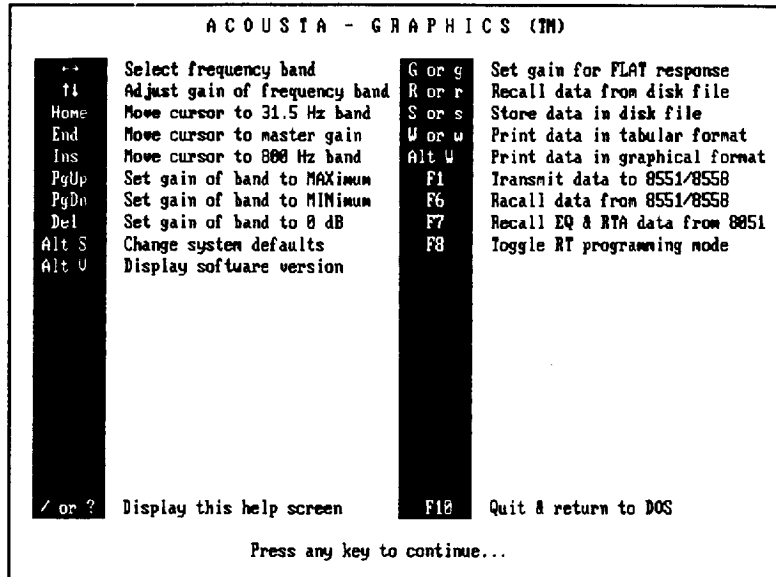 ACOUSTA - GRAPHICS (TM)
←→ Select frequency band
↑↓ Adjust gain of frequency band
Home Move cursor to 31.5 Hz band
End Move cursor to master gain
Ins Move cursor to 800 Hz band
PgUp Set gain of band to MAXimum
PgDn Set gain of band to MINimum
Del Set gain of band to 0 dB
Alt S Change system defaults
Alt V Display software version
/ or ? Display this help screen
G or g Set gain for FLAT response
R or r Recall data from disk file
S or s Store data in disk file
W or w Print data in tabular format
Alt W Print data in graphical format
F1 Transmit data to 8551/8558
F6 Racall data from 8551/8558
F7 Recall EQ & RTA data from 8051
F8 Toggle RT programming mode
F10 Quit & return to DOS
Press any key to continue...